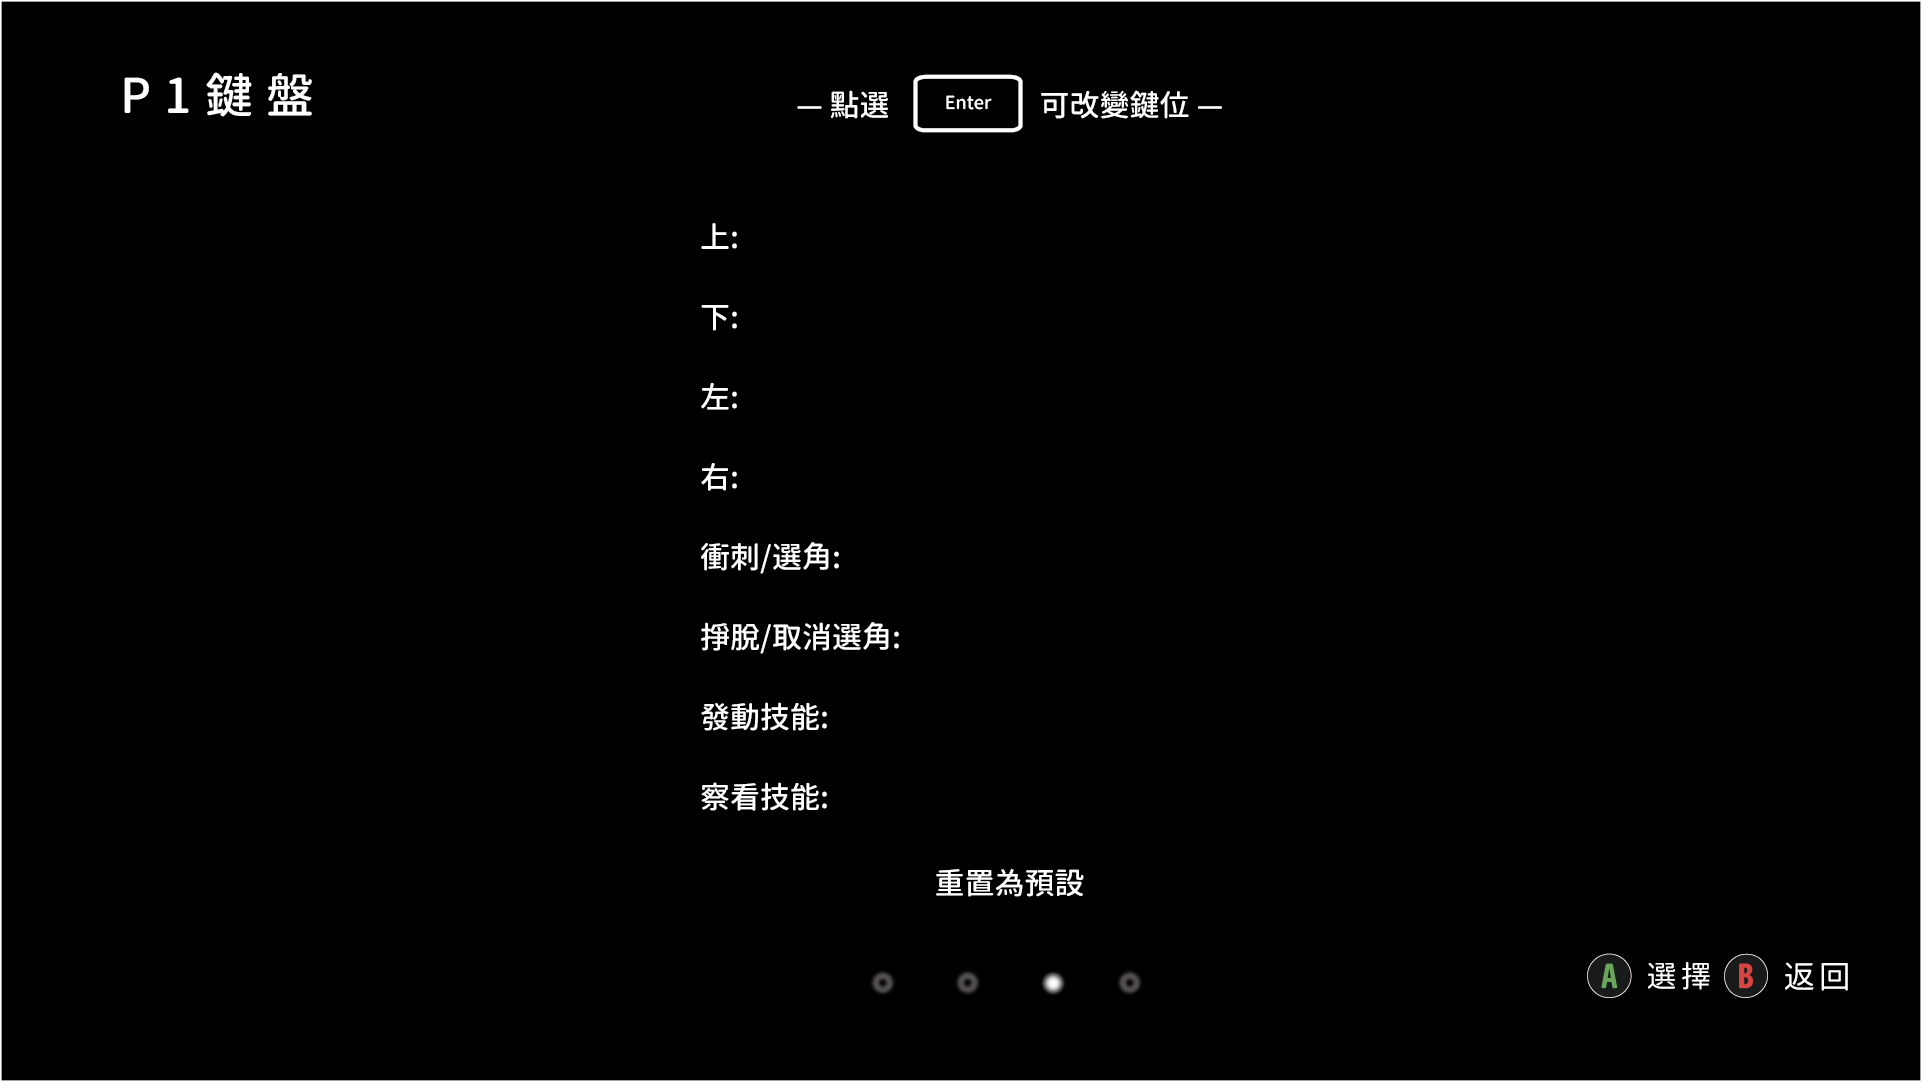 P1鍵盤
— 點選 Enter 可改變鍵位 —
上:
下:
左:
右:
衝刺/選角:
掙脫/取消選角:
發動技能:
察看技能:
重置為預設
A 選擇 B 返回